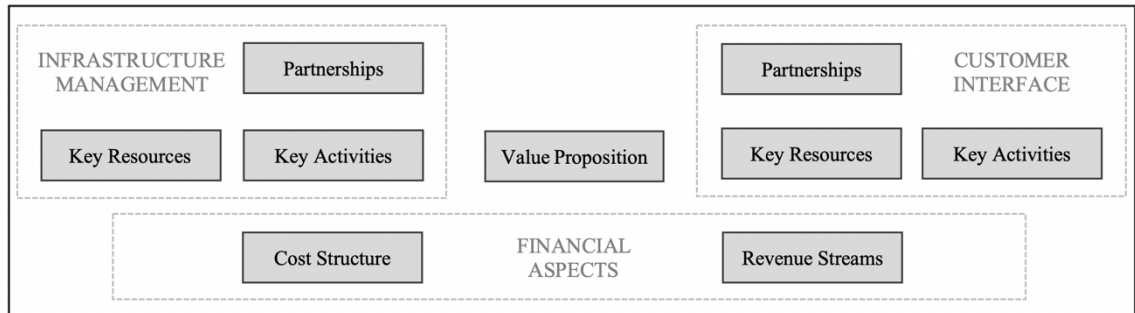 INFRASTRUCTURE
MANAGEMENT
Partnerships
Key Resources
Key Activities
Value Proposition
Partnerships
CUSTOMER
INTERFACE
Key Resources
Key Activities
Cost Structure
FINANCIAL
ASPECTS
Revenue Streams